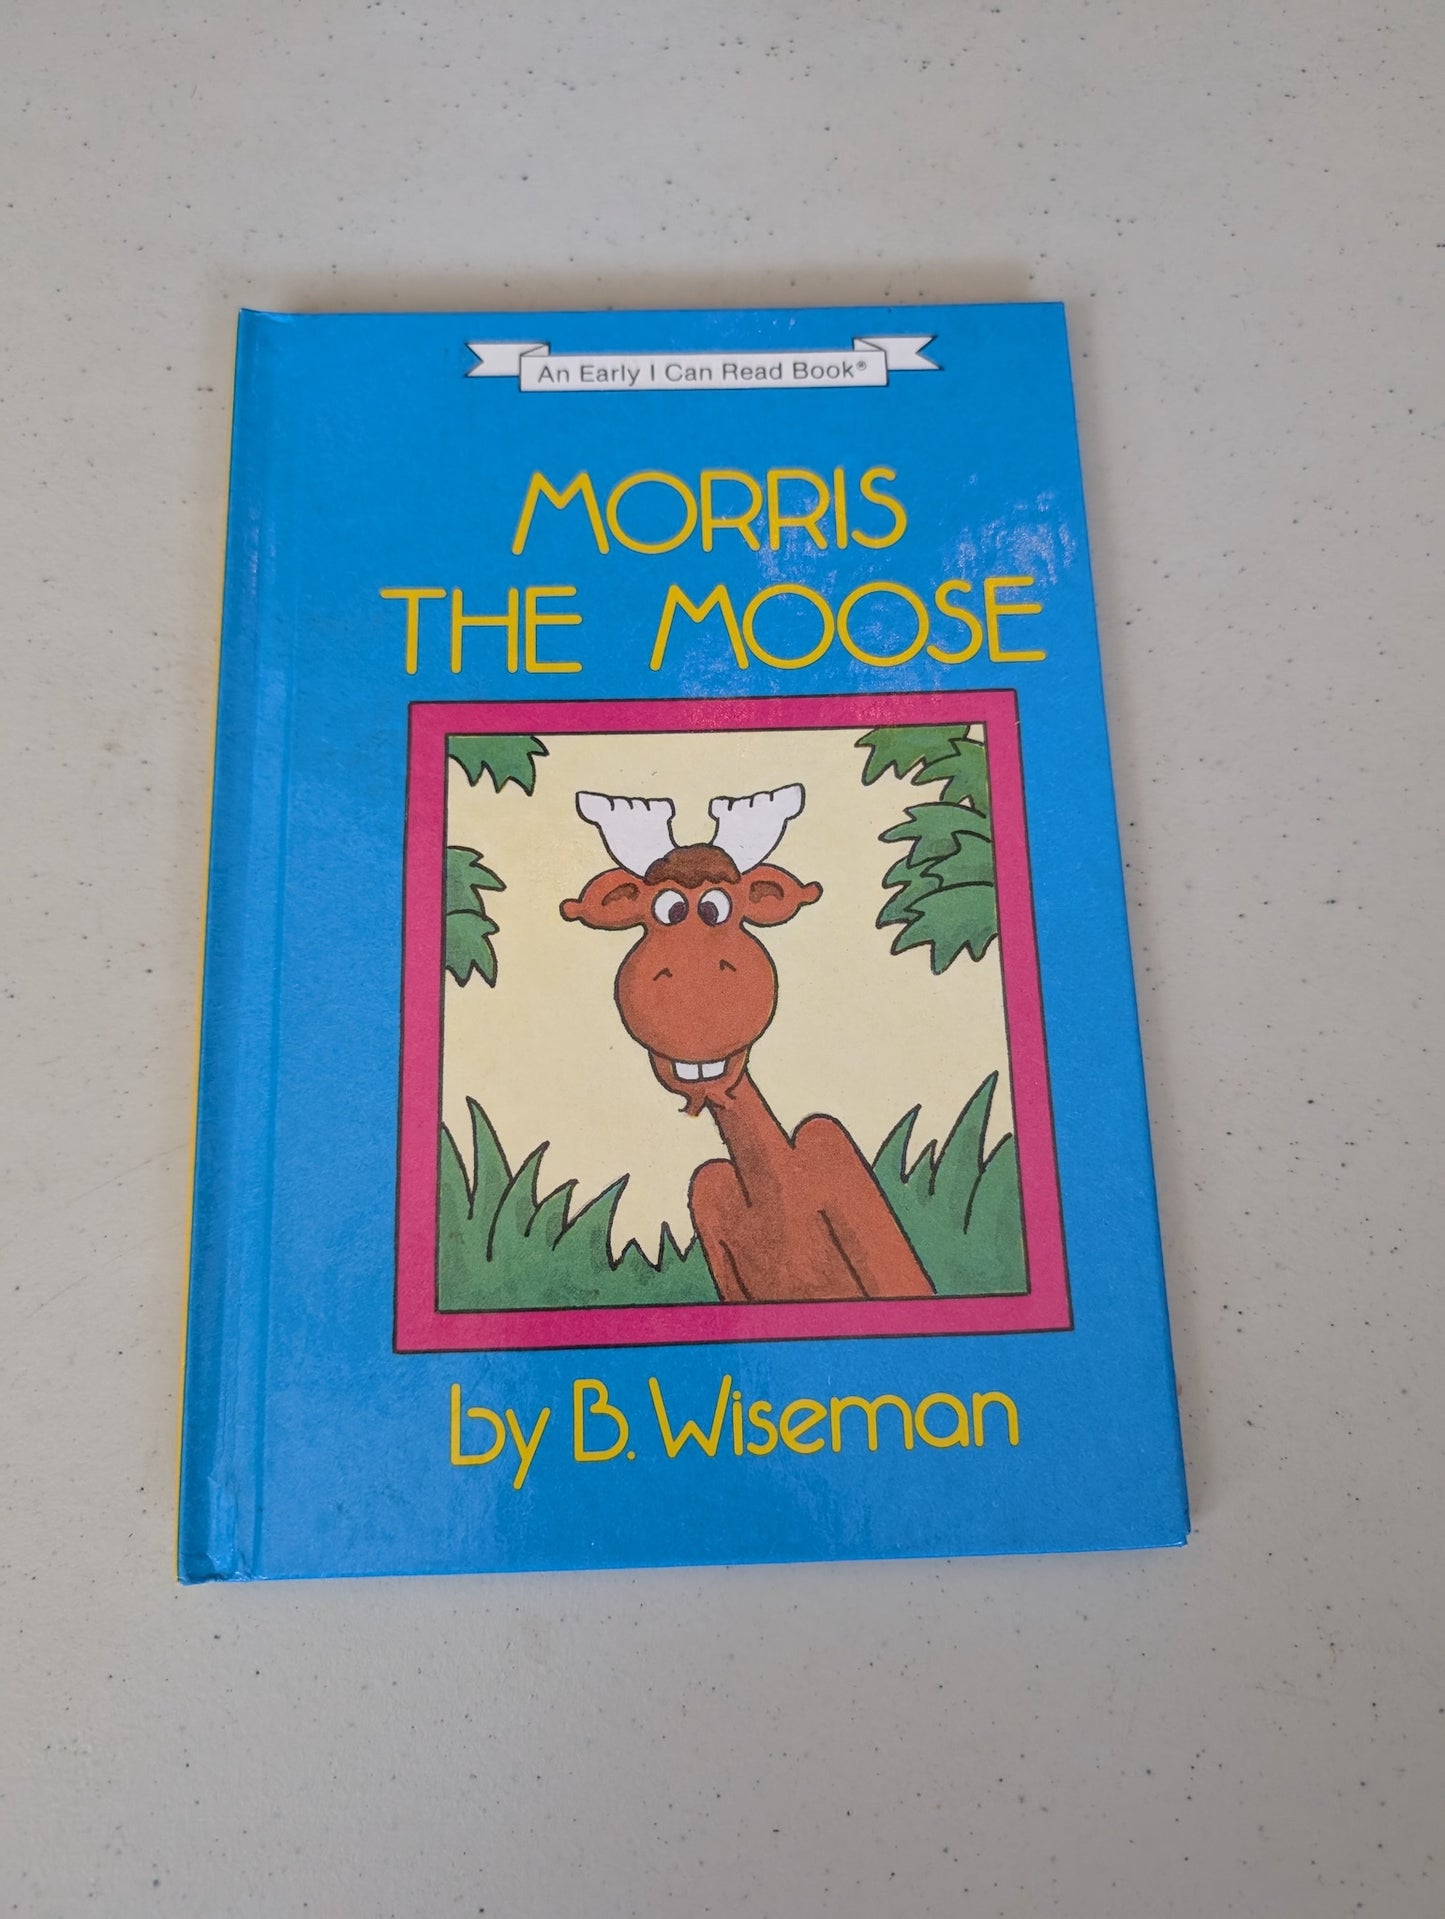 An Early I Can Read Book®
MORRIS
THE MOOSE
by B. Wiseman